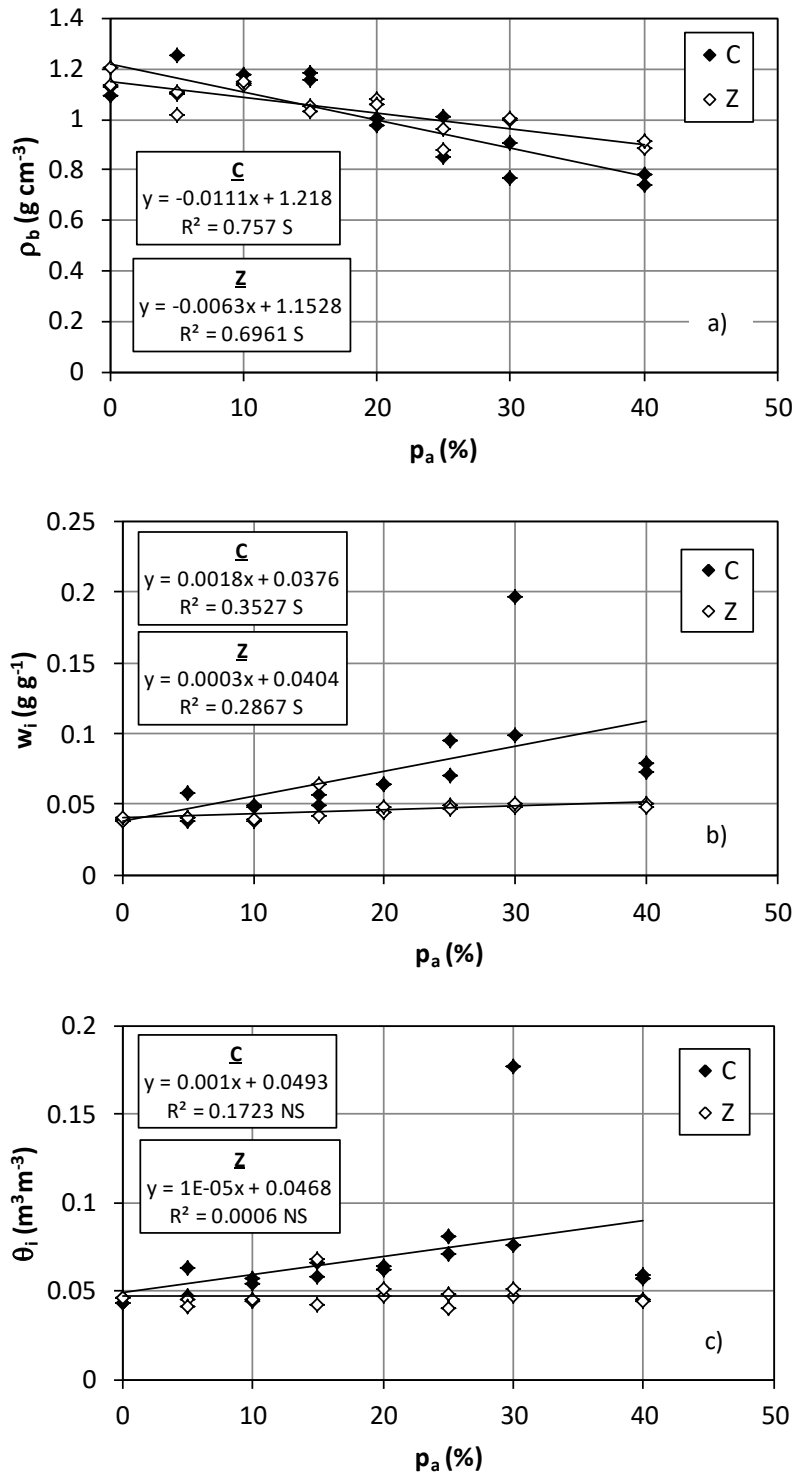 1.4
1.2
1
0.8
0.6
0.4
0.2
0
0 10 20 30 40 50
ρb (g cm-3)
pa (%)
C
Z
C
y = -0.0111x + 1.218
R² = 0.757 S
Z
y = -0.0063x + 1.1528
R² = 0.6961 S
a)
0.25
0.2
0.15
0.1
0.05
0
0 10 20 30 40 50
wi (g g-1)
pa (%)
C
Z
C
y = 0.0018x + 0.0376
R² = 0.3527 S
Z
y = 0.0003x + 0.0404
R² = 0.2867 S
b)
0.2
0.15
0.1
0.05
0
0 10 20 30 40 50
θi (m3m-3)
pa (%)
C
Z
C
y = 0.001x + 0.0493
R² = 0.1723 NS
Z
y = 1E-05x + 0.0468
R² = 0.0006 NS
c)